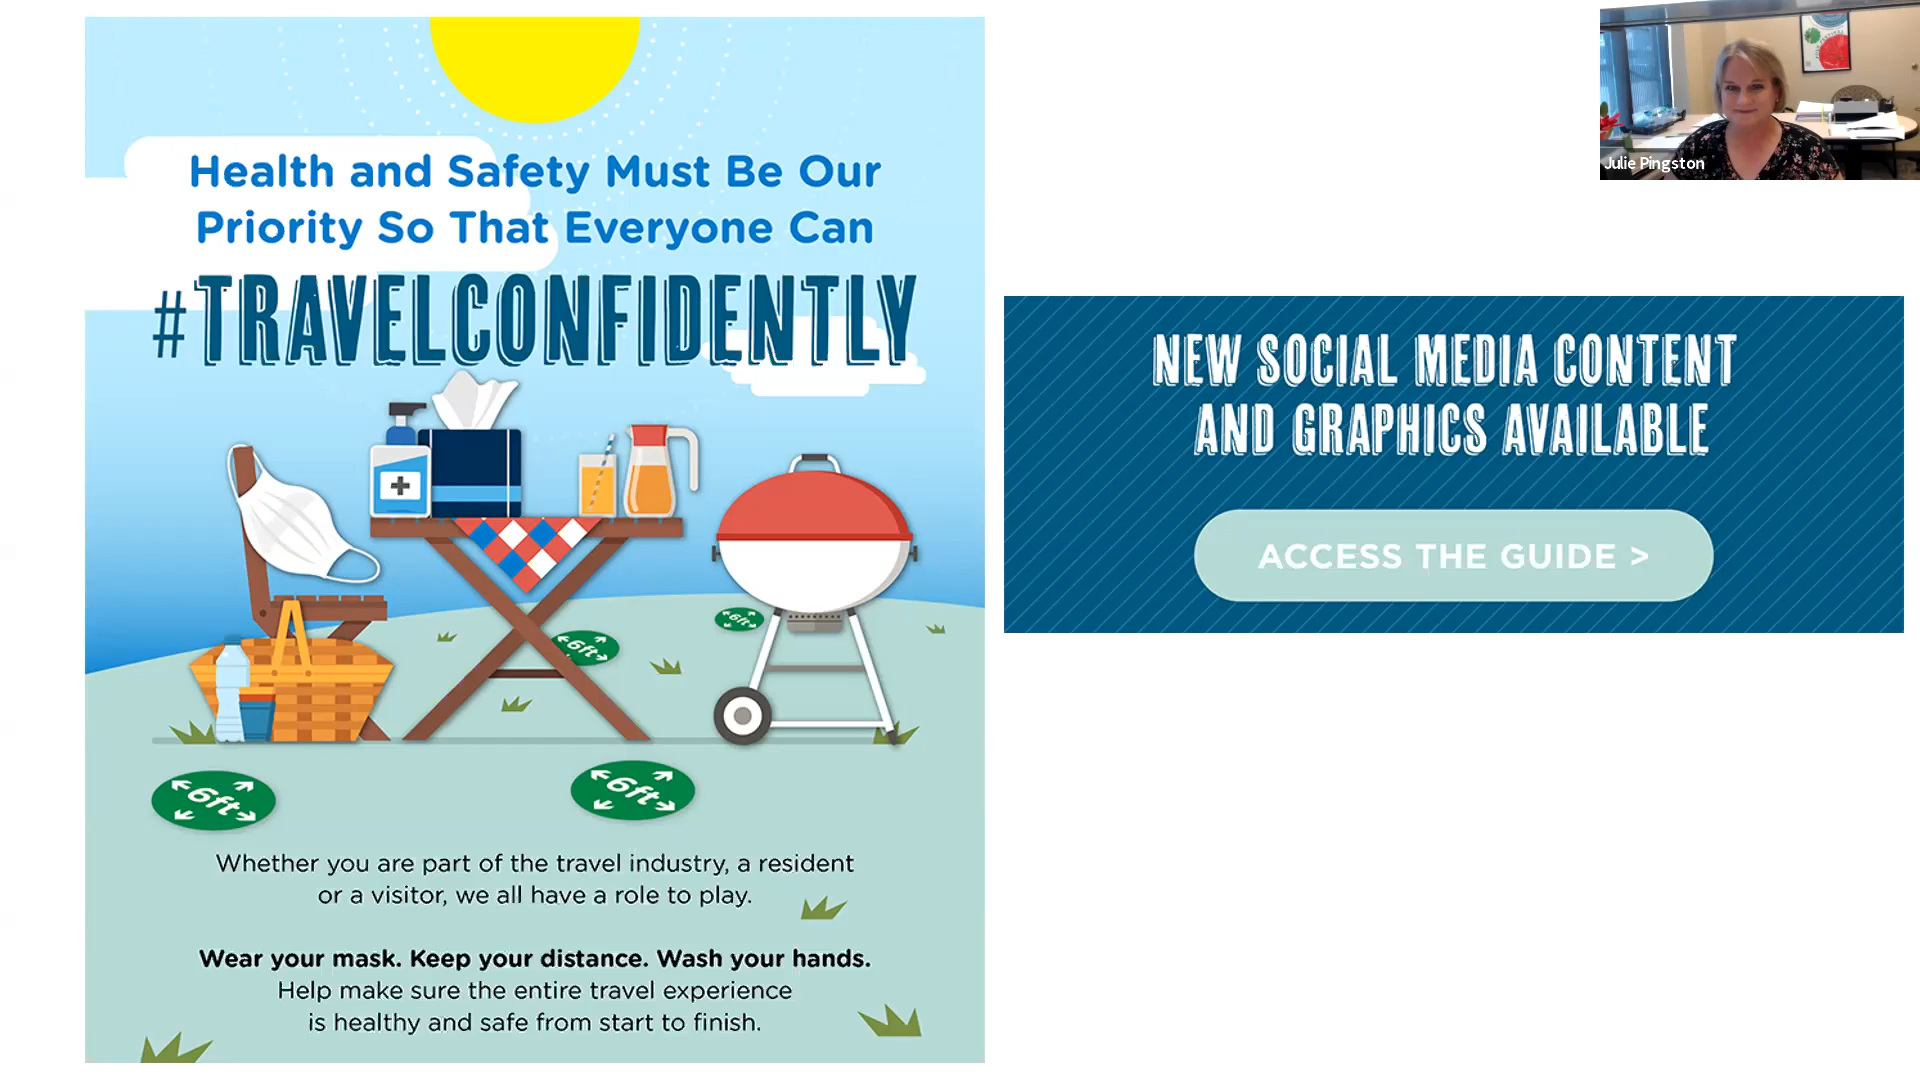 Health and Safety Must Be Our
Priority So That Everyone Can
#TRAVELCONFIDENTLY
6ft
6ft
6ft
6ft
Whether you are part of the travel industry, a resident
or a visitor, we all have a role to play.
Wear your mask. Keep your distance. Wash your hands.
Help make sure the entire travel experience
is healthy and safe from start to finish.
NEW SOCIAL MEDIA CONTENT
AND GRAPHICS AVAILABLE
ACCESS THE GUIDE >
Julie Pingston